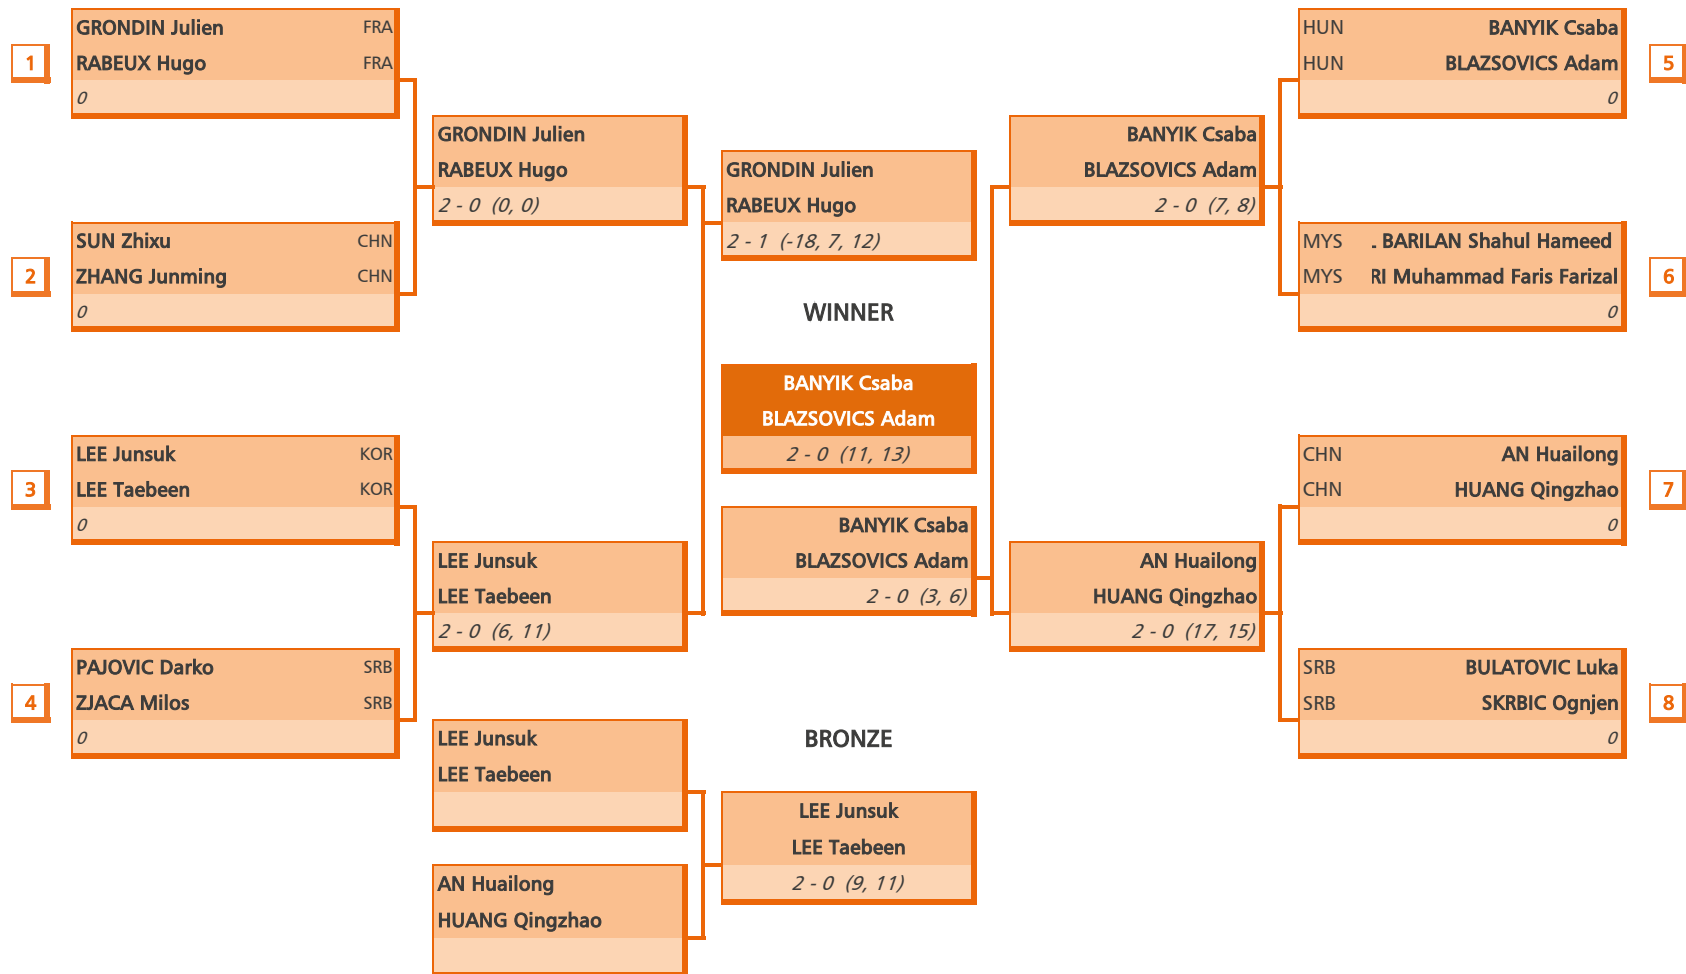 1
GRONDIN Julien FRA
RABEUX Hugo FRA
0
2
SUN Zhixu CHN
ZHANG Junming CHN
0
3
LEE Junsuk KOR
LEE Taebeen KOR
0
4
PAJOVIC Darko SRB
ZJACA Milos SRB
0
GRONDIN Julien
RABEUX Hugo
2 - 0 (0, 0)
LEE Junsuk
LEE Taebeen
2 - 0 (6, 11)
GRONDIN Julien
RABEUX Hugo
2 - 1 (-18, 7, 12)
WINNER
BANYIK Csaba
BLAZSOVICS Adam
2 - 0 (11, 13)
BANYIK Csaba
BLAZSOVICS Adam
2 - 0 (3, 6)
BANYIK Csaba
BLAZSOVICS Adam
2 - 0 (7, 8)
AN Huailong
HUANG Qingzhao
2 - 0 (17, 15)
HUN BANYIK Csaba
HUN BLAZSOVICS Adam
0
5
MYS . BARILAN Shahul Hameed
MYS RI Muhammad Faris Farizal
0
6
CHN AN Huailong
CHN HUANG Qingzhao
0
7
SRB BULATOVIC Luka
SRB SKRBIC Ognjen
0
8
BRONZE
LEE Junsuk
LEE Taebeen
AN Huailong
HUANG Qingzhao
LEE Junsuk
LEE Taebeen
2 - 0 (9, 11)